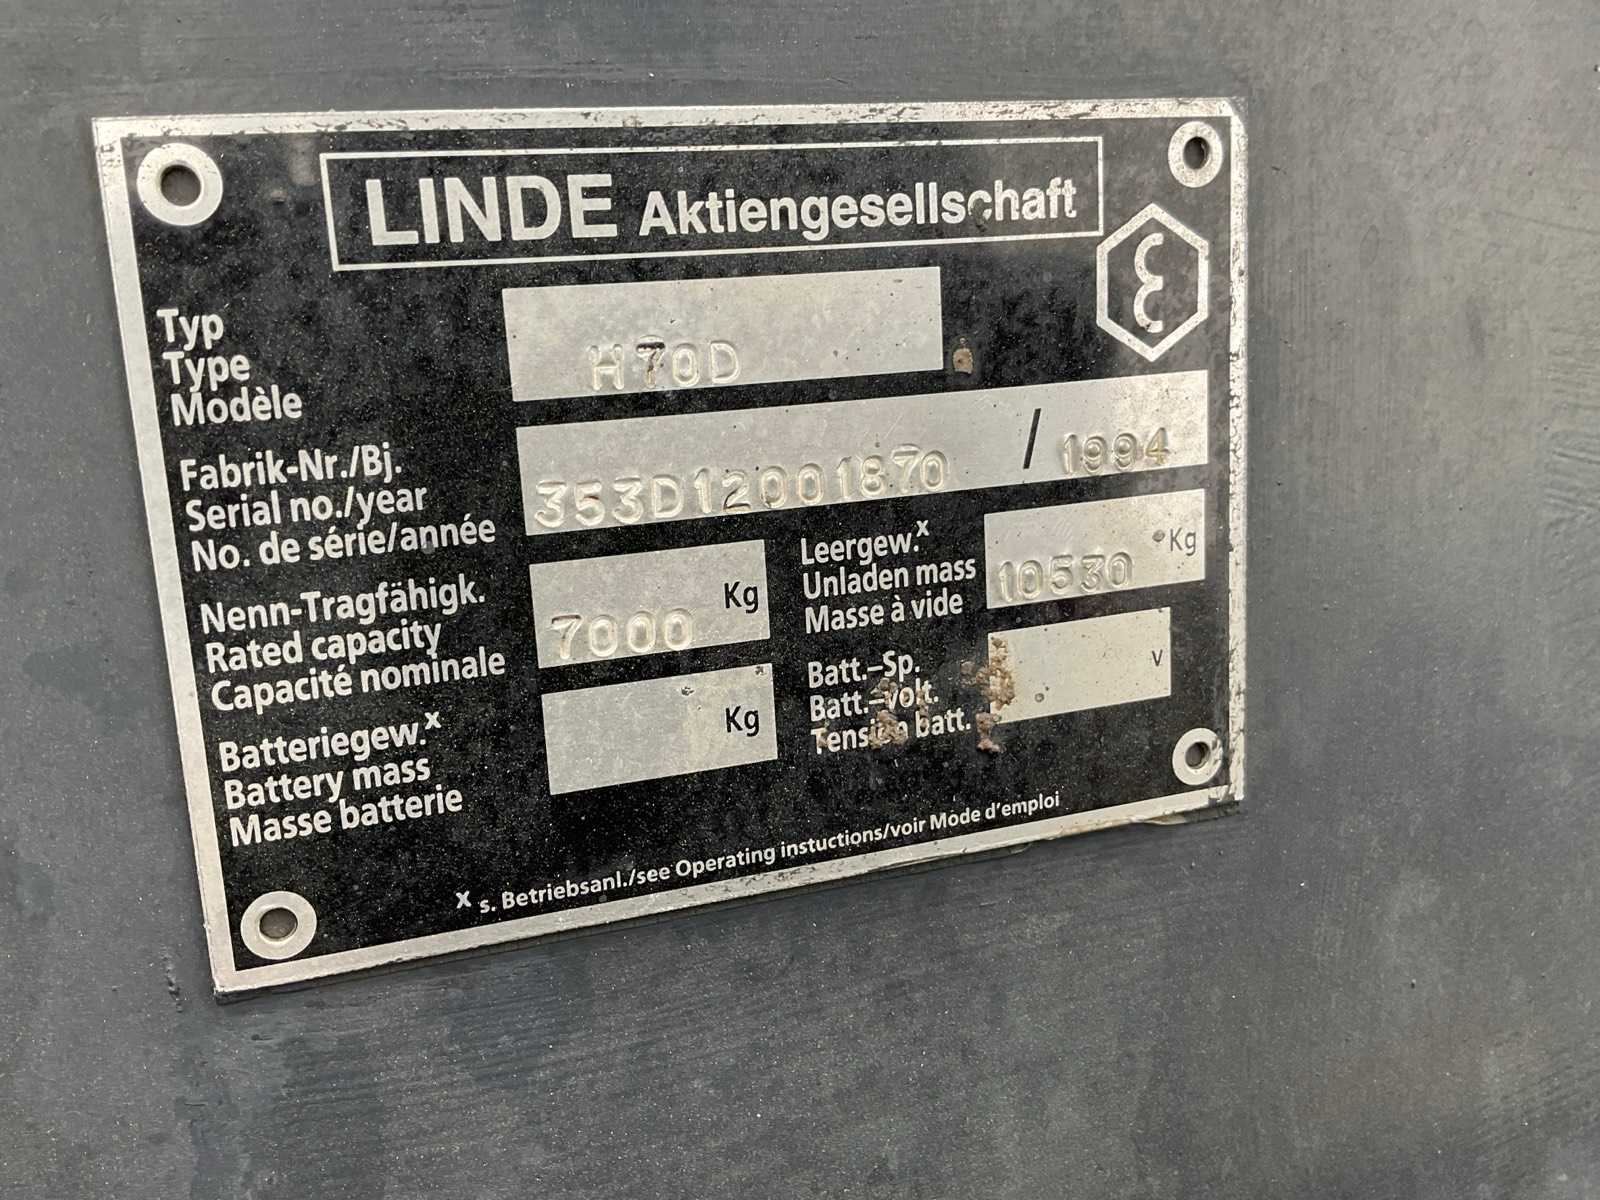 LINDE Aktiengesellschaft
Typ
Type
Modèle
H70D
Fabrik-Nr./Bj.
Serial no./year
No. de série/année
353D12001870 / 1994
Nenn-Tragfähigk.
Rated capacity
Capacité nominale
7000 Kg
Leergew.x
Unladen mass
Masse à vide
10530 Kg
Batteriegew.x
Battery mass
Masse batterie
Kg
Batt.-Sp.
Batt.-Volt.
Tension batt.
V
x s. Betriebsanl./see Operating instuctions/voir Mode d'emploi